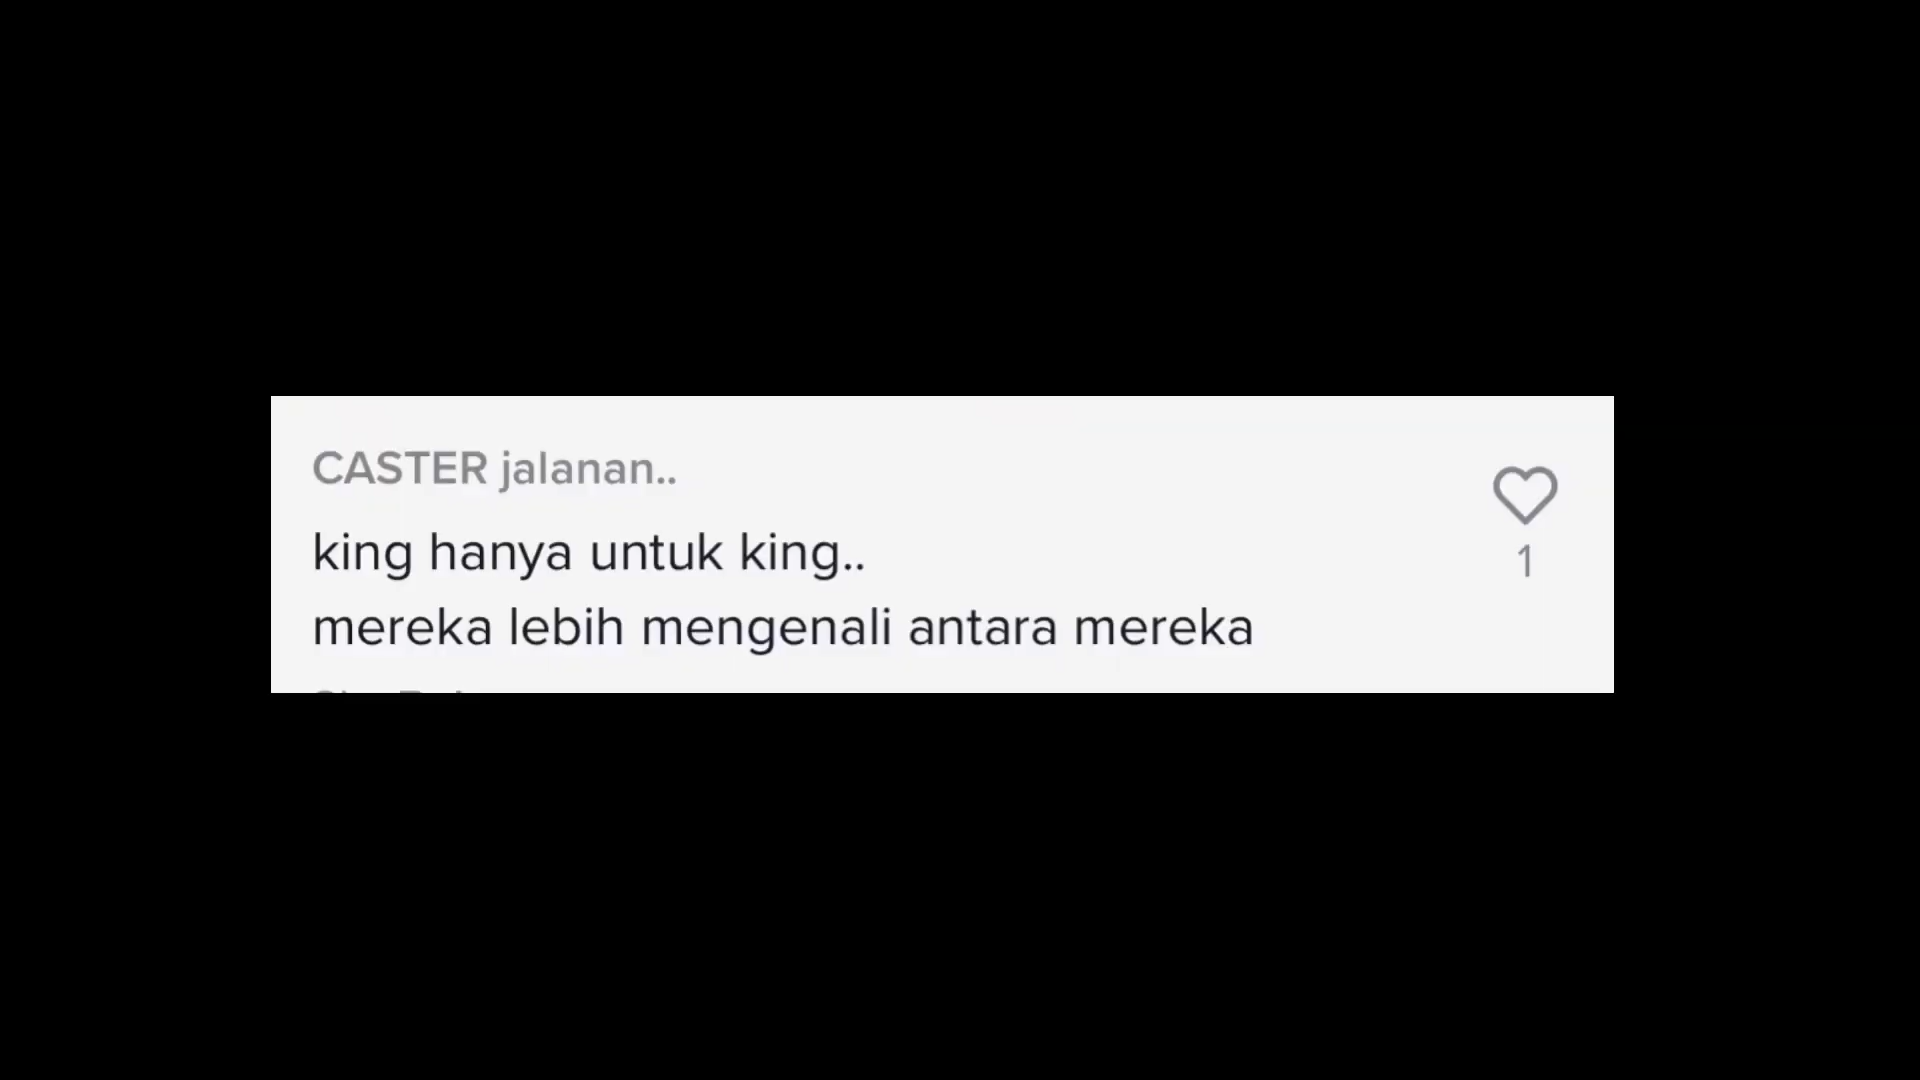 CASTER jalanan..
king hanya untuk king..
1
mereka lebih mengenali antara mereka